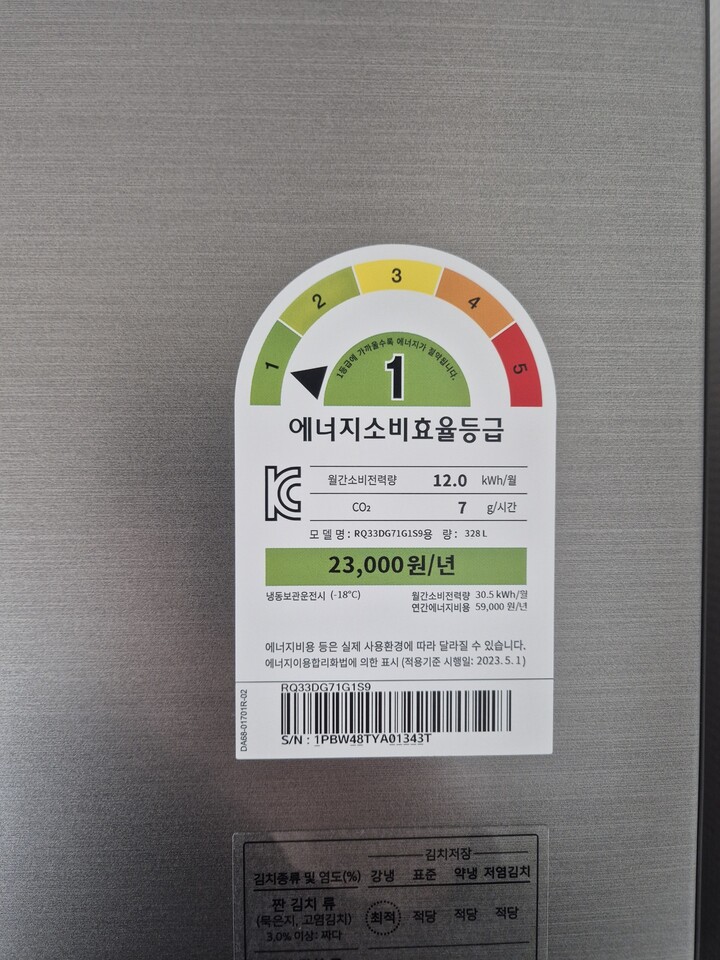 1 2 3 4 5
1등급에 가까울수록 에너지가 절약됩니다.
1
에너지소비효율등급
월간소비전력량 12.0 kWh/월
CO₂ 7 g/시간
모 델 명 : RQ33DG71G1S9용 량 : 328 L
23,000원/년
냉동보관운전시 (-18℃) 월간소비전력량 30.5 kWh/월
연간에너지비용 59,000 원/년
에너지비용 등은 실제 사용환경에 따라 달라질 수 있습니다.
에너지이용합리화법에 의한 표시 (적용기준 시행일: 2023. 5. 1)
DA68-01701R-02
RQ33DG71G1S9
S/N : 1PBW48TYA01343T
김치저장
김치종류 및 염도(%) 강냉 표준 약냉 저염김치
짠 김치 류
(묵은지, 고염김치) 최적 적당 적당 적당
3.0% 이상: 짜다